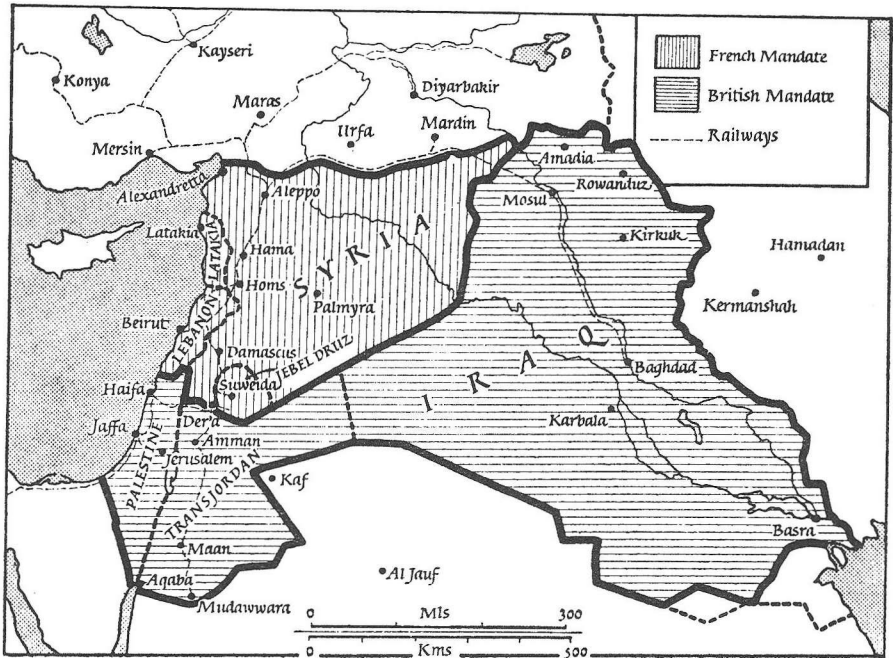 French Mandate
British Mandate
Railways
Kayseri
Konya
Diyarbakir
Maras
Urfa
Mardin
Mersin
Amadia
Alexandretta
Aleppo
Rowanduz
Mosul
Latakia
LATAKIA
Hama
Kirkuk
SYRIA
Hamadan
Homs
Palmyra
Kermanshah
Beirut
LEBANON
Damascus
JEBEL DRUZ
IRAQ
Baghdad
Haifa
Suweida
Der'a
Karbala
Jaffa
Amman
Jerusalem
PALESTINE
TRANSJORDAN
Kaf
Basra
Maan
Al Jauf
Aqaba
Mudawwara
0 Mls 300
0 Kms 500